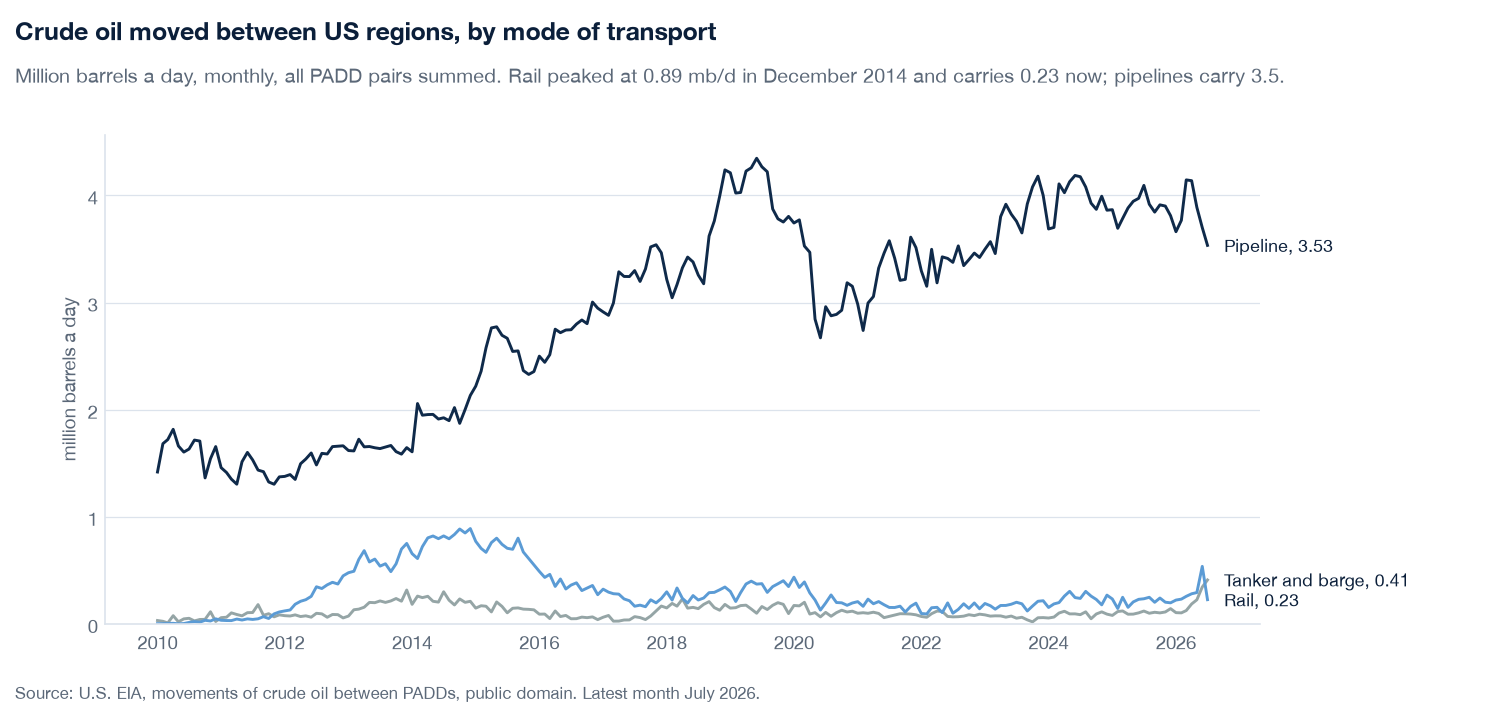 Crude oil moved between US regions, by mode of transport
Million barrels a day, monthly, all PADD pairs summed. Rail peaked at 0.89 mb/d in December 2014 and carries 0.23 now; pipelines carry 3.5.
million barrels a day
4
3
2
1
0
Pipeline, 3.53
Tanker and barge, 0.41
Rail, 0.23
2010
2012
2014
2016
2018
2020
2022
2024
2026
Source: U.S. EIA, movements of crude oil between PADDs, public domain. Latest month July 2026.